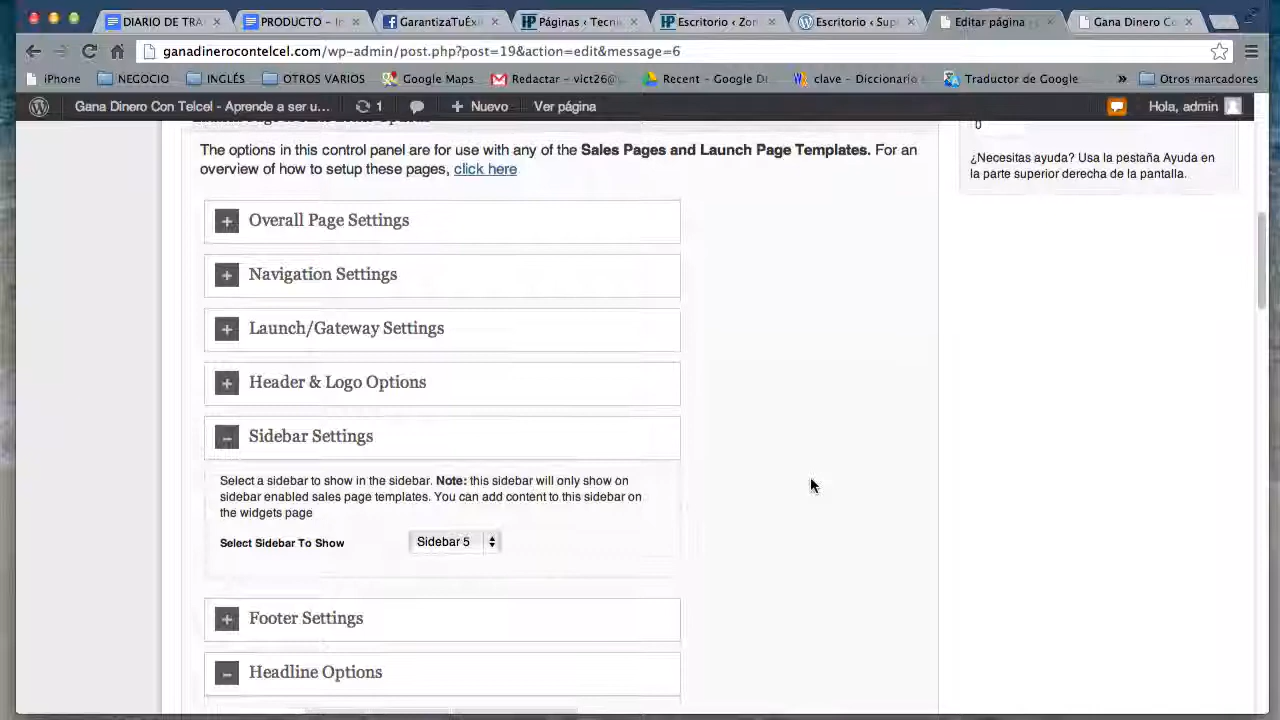 DIARIO DE TRA
PRODUCTO – I
GarantizaTuÉxi
Páginas ‹ Tecni
Escritorio ‹ Zon
Escritorio ‹ Sup
Editar página
Gana Dinero Co
ganadinerocontelcel.com/wp-admin/post.php?post=19&action=edit&message=6
iPhone
NEGOCIO
INGLÉS
OTROS VARIOS
Google Maps
Redactar – vict26@
Recent – Google Dr
clave – Diccionario
Traductor de Google
»
Otros marcadores
Gana Dinero Con Telcel - Aprende a ser u...
1
Nuevo
Ver página
Hola, admin
The options in this control panel are for use with any of the Sales Pages and Launch Page Templates. For an
overview of how to setup these pages, click here
¿Necesitas ayuda? Usa la pestaña Ayuda en
la parte superior derecha de la pantalla.
+ Overall Page Settings
+ Navigation Settings
+ Launch/Gateway Settings
+ Header & Logo Options
– Sidebar Settings
Select a sidebar to show in the sidebar. Note: this sidebar will only show on
sidebar enabled sales page templates. You can add content to this sidebar on
the widgets page
Select Sidebar To Show
Sidebar 5
+ Footer Settings
– Headline Options